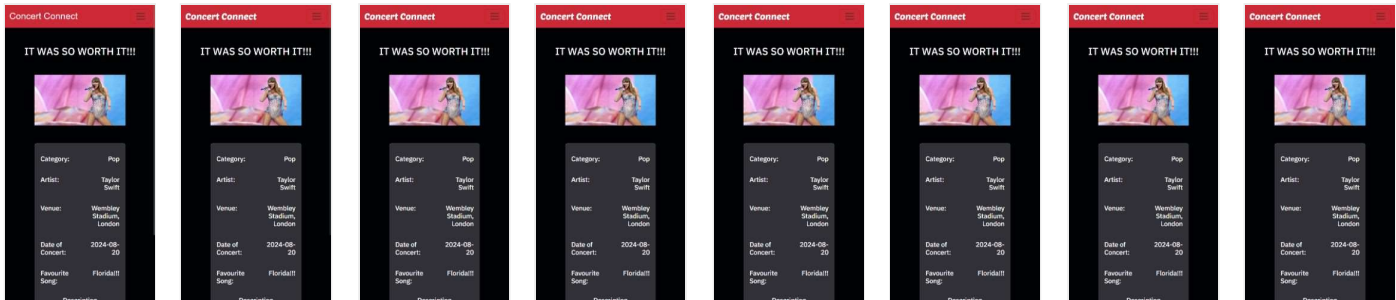 Concert Connect
IT WAS SO WORTH IT!!!
Category: Pop
Artist: Taylor
Swift
Venue: Wembley
Stadium,
London
Date of 2024-08-
Concert: 20
Favourite Florida!!!
Song:
Description
Concert Connect
IT WAS SO WORTH IT!!!
Category: Pop
Artist: Taylor
Swift
Venue: Wembley
Stadium,
London
Date of 2024-08-
Concert: 20
Favourite Florida!!!
Song:
Description
Concert Connect
IT WAS SO WORTH IT!!!
Category: Pop
Artist: Taylor
Swift
Venue: Wembley
Stadium,
London
Date of 2024-08-
Concert: 20
Favourite Florida!!!
Song:
Description
Concert Connect
IT WAS SO WORTH IT!!!
Category: Pop
Artist: Taylor
Swift
Venue: Wembley
Stadium,
London
Date of 2024-08-
Concert: 20
Favourite Florida!!!
Song:
Description
Concert Connect
IT WAS SO WORTH IT!!!
Category: Pop
Artist: Taylor
Swift
Venue: Wembley
Stadium,
London
Date of 2024-08-
Concert: 20
Favourite Florida!!!
Song:
Description
Concert Connect
IT WAS SO WORTH IT!!!
Category: Pop
Artist: Taylor
Swift
Venue: Wembley
Stadium,
London
Date of 2024-08-
Concert: 20
Favourite Florida!!!
Song:
Description
Concert Connect
IT WAS SO WORTH IT!!!
Category: Pop
Artist: Taylor
Swift
Venue: Wembley
Stadium,
London
Date of 2024-08-
Concert: 20
Favourite Florida!!!
Song:
Description
Concert Connect
IT WAS SO WORTH IT!!!
Category: Pop
Artist: Taylor
Swift
Venue: Wembley
Stadium,
London
Date of 2024-08-
Concert: 20
Favourite Florida!!!
Song:
Description